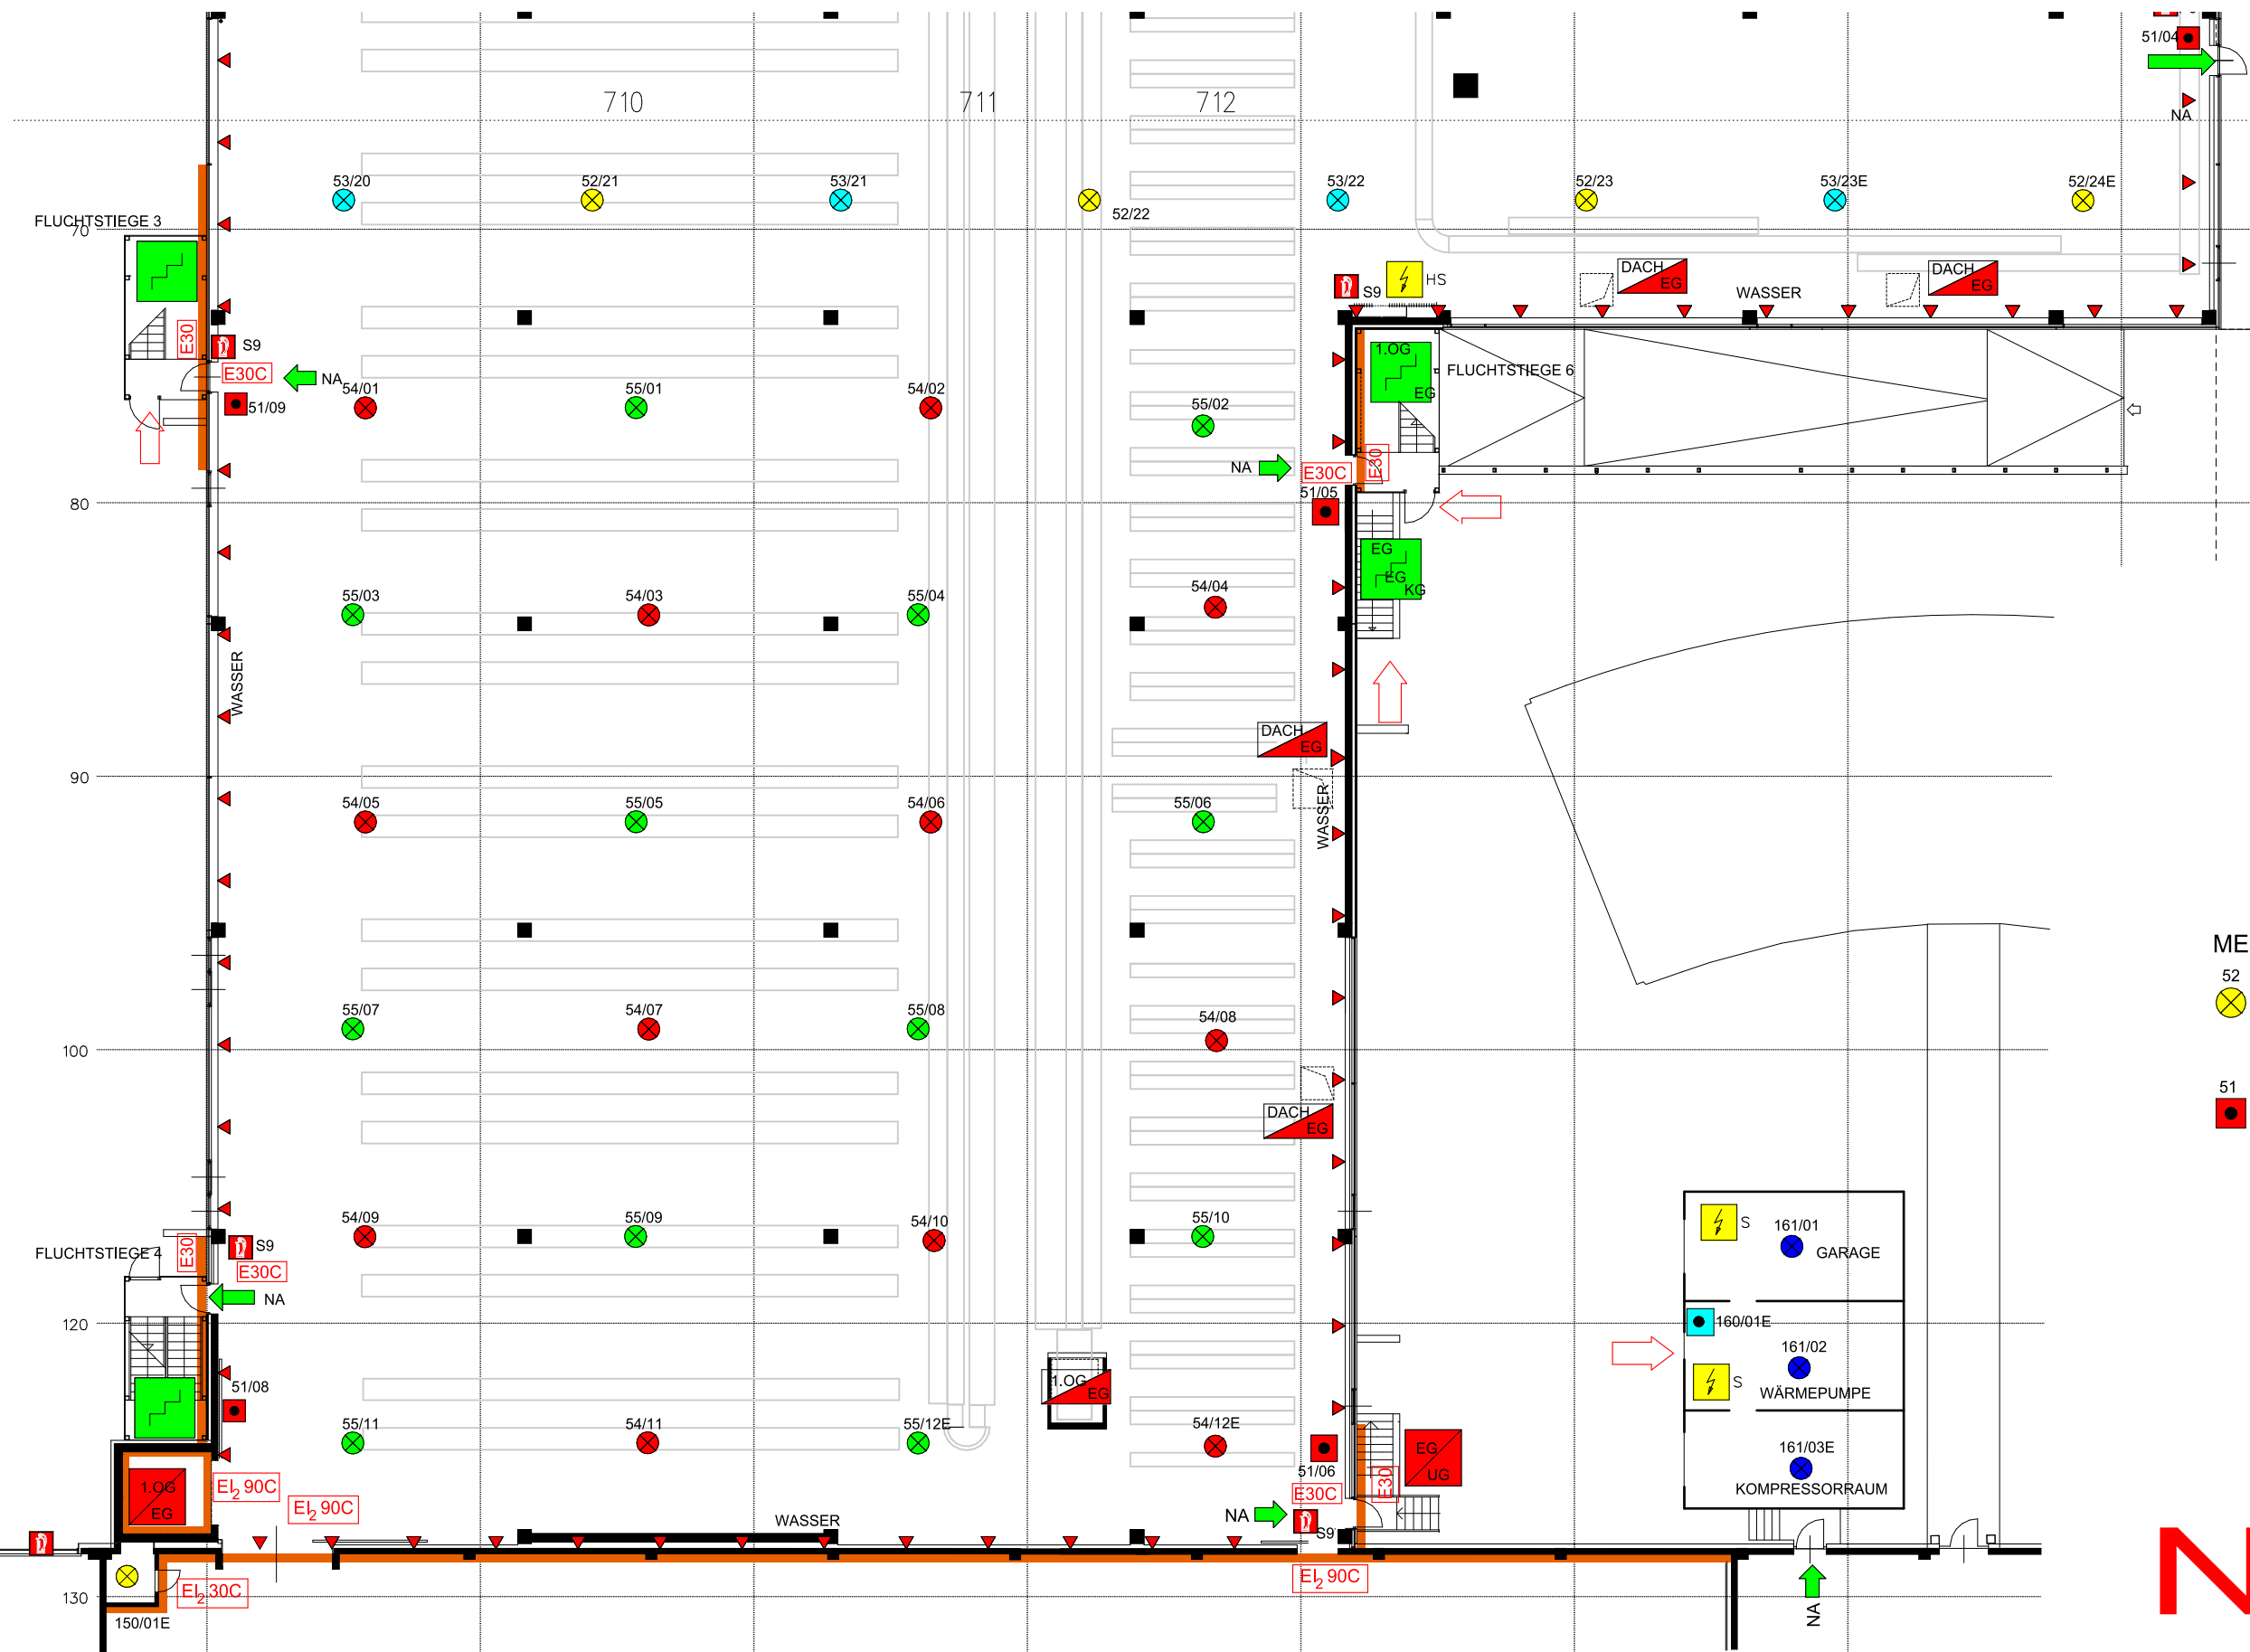 51/04
NA
710
711
712
53/20
52/21
53/21
52/22
53/22
52/23
53/23E
52/24E
FLUCHTSTIEGE 3
70
S9
HS
DACH
EG
DACH
EG
WASSER
E30
S9
E30C
NA
51/09
54/01
55/01
54/02
55/02
1.OG
EG
FLUCHTSTIEGE 6
NA
E30C
E30
51/05
80
EG
EG
KG
55/03
54/03
55/04
54/04
WASSER
DACH
EG
90
WASSER
54/05
55/05
54/06
55/06
ME
52
55/07
54/07
55/08
54/08
100
51
DACH
EG
54/09
55/09
54/10
55/10
S
161/01
GARAGE
FLUCHTSTIEGE 4
E30
S9
E30C
NA
120
160/01E
161/02
S
WÄRMEPUMPE
51/08
1.OG
EG
55/11
54/11
55/12E
54/12E
51/06
EG
UG
161/03E
KOMPRESSORRAUM
1.OG
EG
EI2 90C
EI2 90C
E30C
E30
NA
S9
WASSER
EI2 30C
EI2 90C
130
150/01E
NA
N